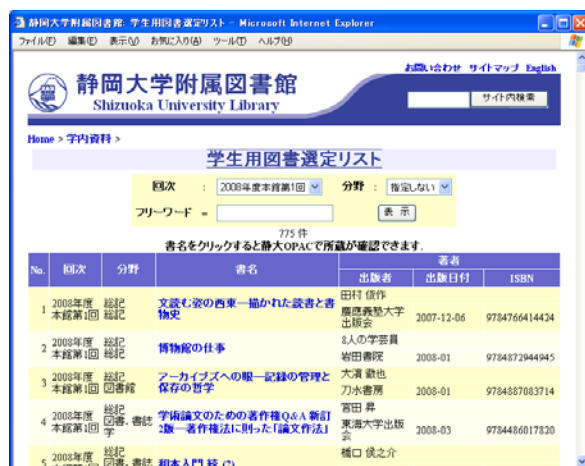 静岡大学附属図書館: 学生用図書選定リスト - Microsoft Internet Explorer
ファイル(F) 編集(E) 表示(V) お気に入り(A) ツール(T) ヘルプ(H)
お問い合わせ サイトマップ English
静岡大学附属図書館
Shizuoka University Library
サイト内検索
Home > 学内資料 >
学生用図書選定リスト
回次 : 2008年度本館第1回 分野 : 指定しない
フリーワード = 表 示
775 件
書名をクリックすると静大OPACで所蔵が確認できます.
No. 回次 分野 書名 著者
出版者 出版日付 ISBN
1 2008年度 本館第1回 総記 総記 文読む姿の西東―描かれた読書と書物史 田村 俊作
慶應義塾大学出版会 2007-12-06 9784766414424
2 2008年度 本館第1回 総記 総記 博物館の仕事 8人の学芸員
岩田書院 2008-01 9784872944945
3 2008年度 本館第1回 総記 図書館 アーカイブズへの眼―記録の管理と保存の哲学 大濱 徹也
刀水書房 2008-01 9784887083714
4 2008年度 本館第1回 総記 図書. 書誌学 学術論文のための著作権Q&A 新訂2版―著作権法に則った「論文作法」 宮田 昇
東海大学出版会 2008-03 9784486017820
5 2008年度 総記 図書. 書誌 和本入門 続 橋口 侯之介